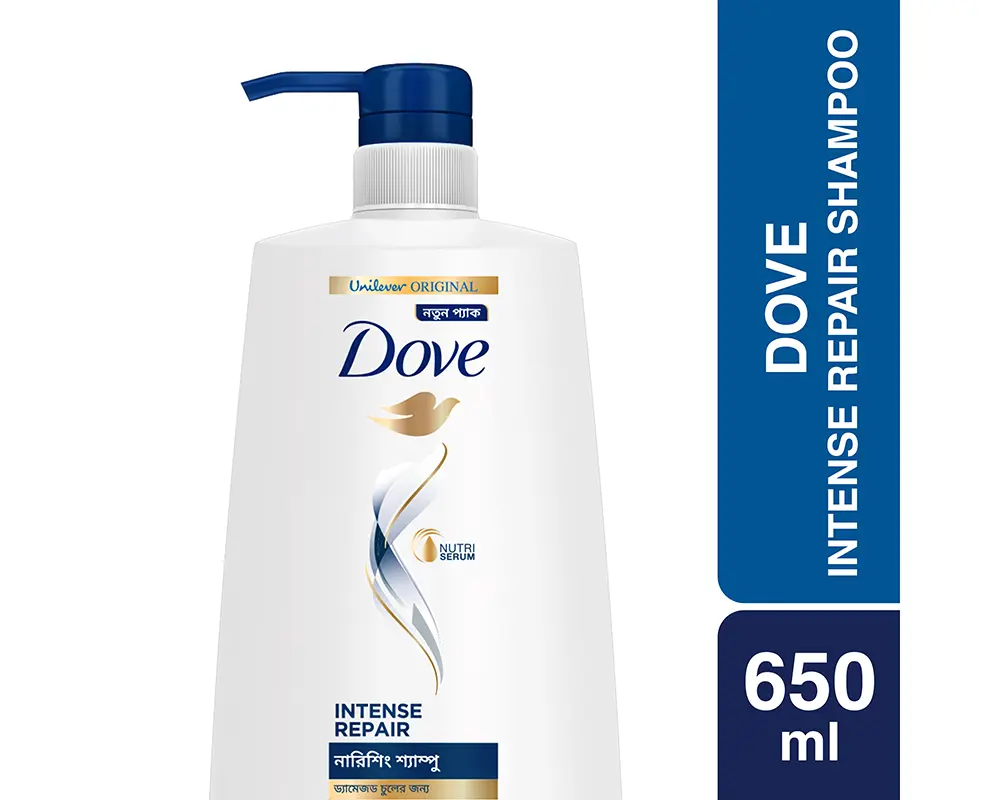 Unilever ORIGINAL
নতুন প্যাক
Dove
NUTRI
SERUM
INTENSE
REPAIR
নারিশিং শ্যাম্পু
ড্যামেজড চুলের জন্য
DOVE
INTENSE REPAIR SHAMPOO
650
ml